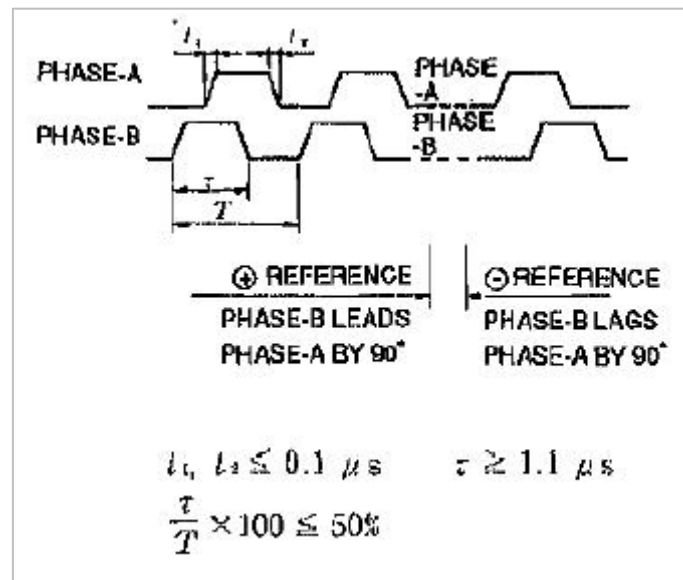 t₁ t₂
PHASE-A
PHASE
-A
PHASE-B
PHASE
-B
τ
T
⊕ REFERENCE
PHASE-B LEADS
PHASE-A BY 90°
⊖ REFERENCE
PHASE-B LAGS
PHASE-A BY 90°
t₁, t₂ ≦ 0.1 μs
τ ≥ 1.1 μs
τ/T ×100 ≦ 50%